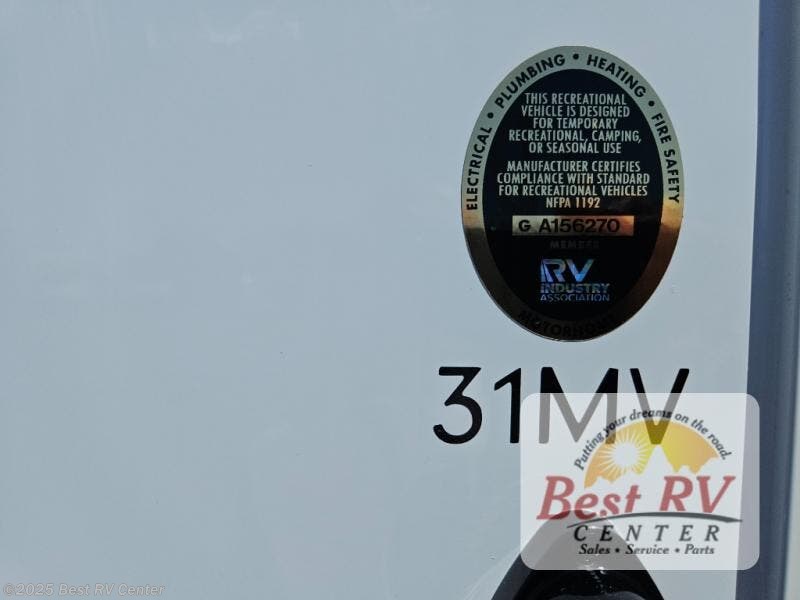 ELECTRICAL • PLUMBING • HEATING • FIRE SAFETY
THIS RECREATIONAL
VEHICLE IS DESIGNED
FOR TEMPORARY
RECREATIONAL, CAMPING,
OR SEASONAL USE
MANUFACTURER CERTIFIES
COMPLIANCE WITH STANDARD
FOR RECREATIONAL VEHICLES
NFPA 1192
G A156270
MEMBER
RV
INDUSTRY
ASSOCIATION
MOTORHOME
31MV
Putting your dreams on the road.
Best RV
CENTER
Sales • Service • Parts
©2025 Best RV Center